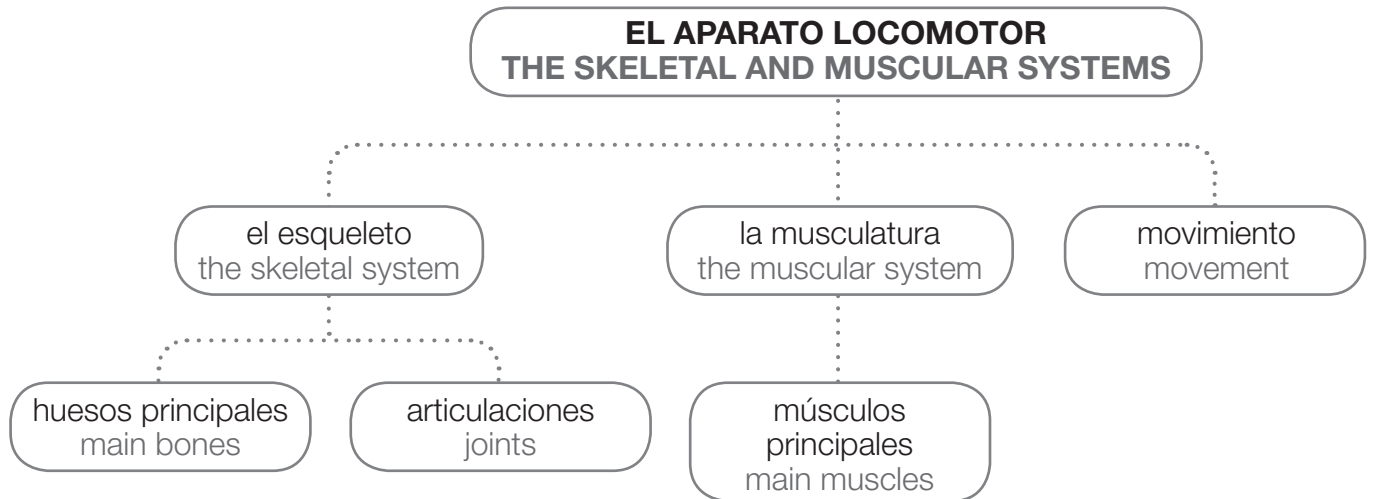 EL APARATO LOCOMOTOR
THE SKELETAL AND MUSCULAR SYSTEMS
el esqueleto
the skeletal system
la musculatura
the muscular system
movimiento
movement
huesos principales
main bones
articulaciones
joints
músculos
principales
main muscles